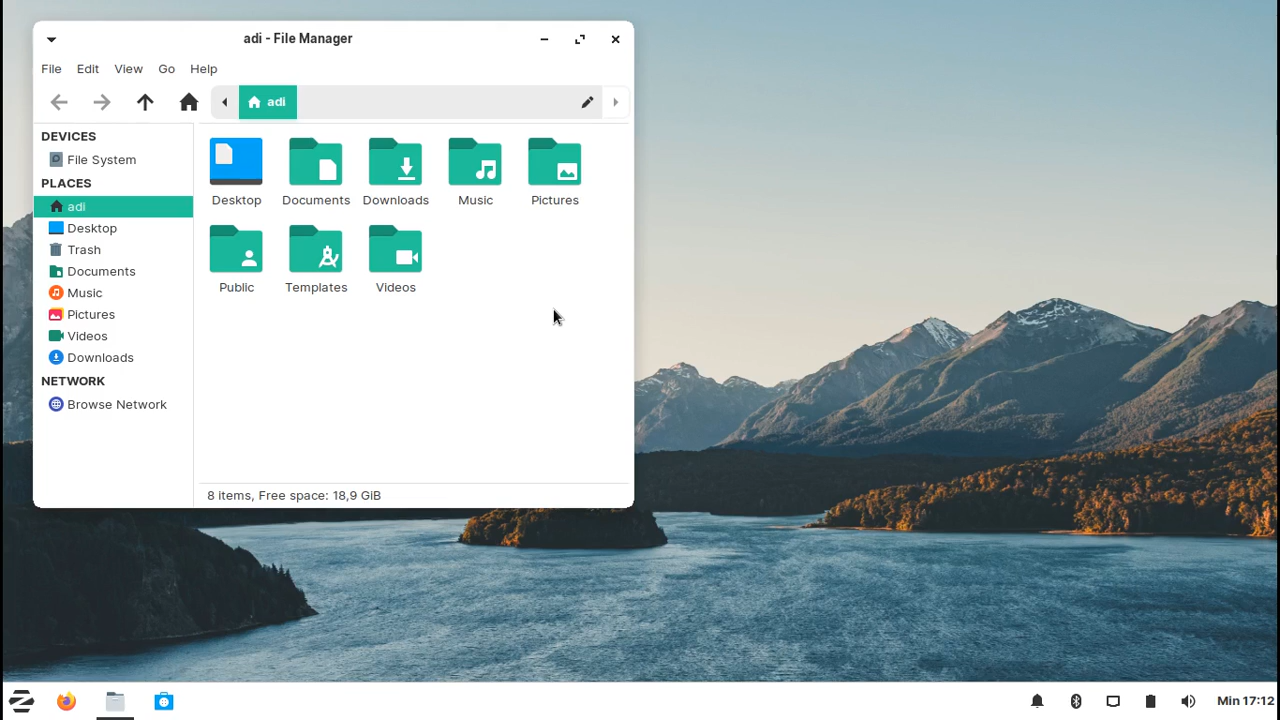 adi - File Manager
File Edit View Go Help
adi
DEVICES
File System
PLACES
adi
Desktop
Trash
Documents
Music
Pictures
Videos
Downloads
NETWORK
Browse Network
Desktop Documents Downloads Music Pictures
Public Templates Videos
8 items, Free space: 18,9 GiB
Min 17:12